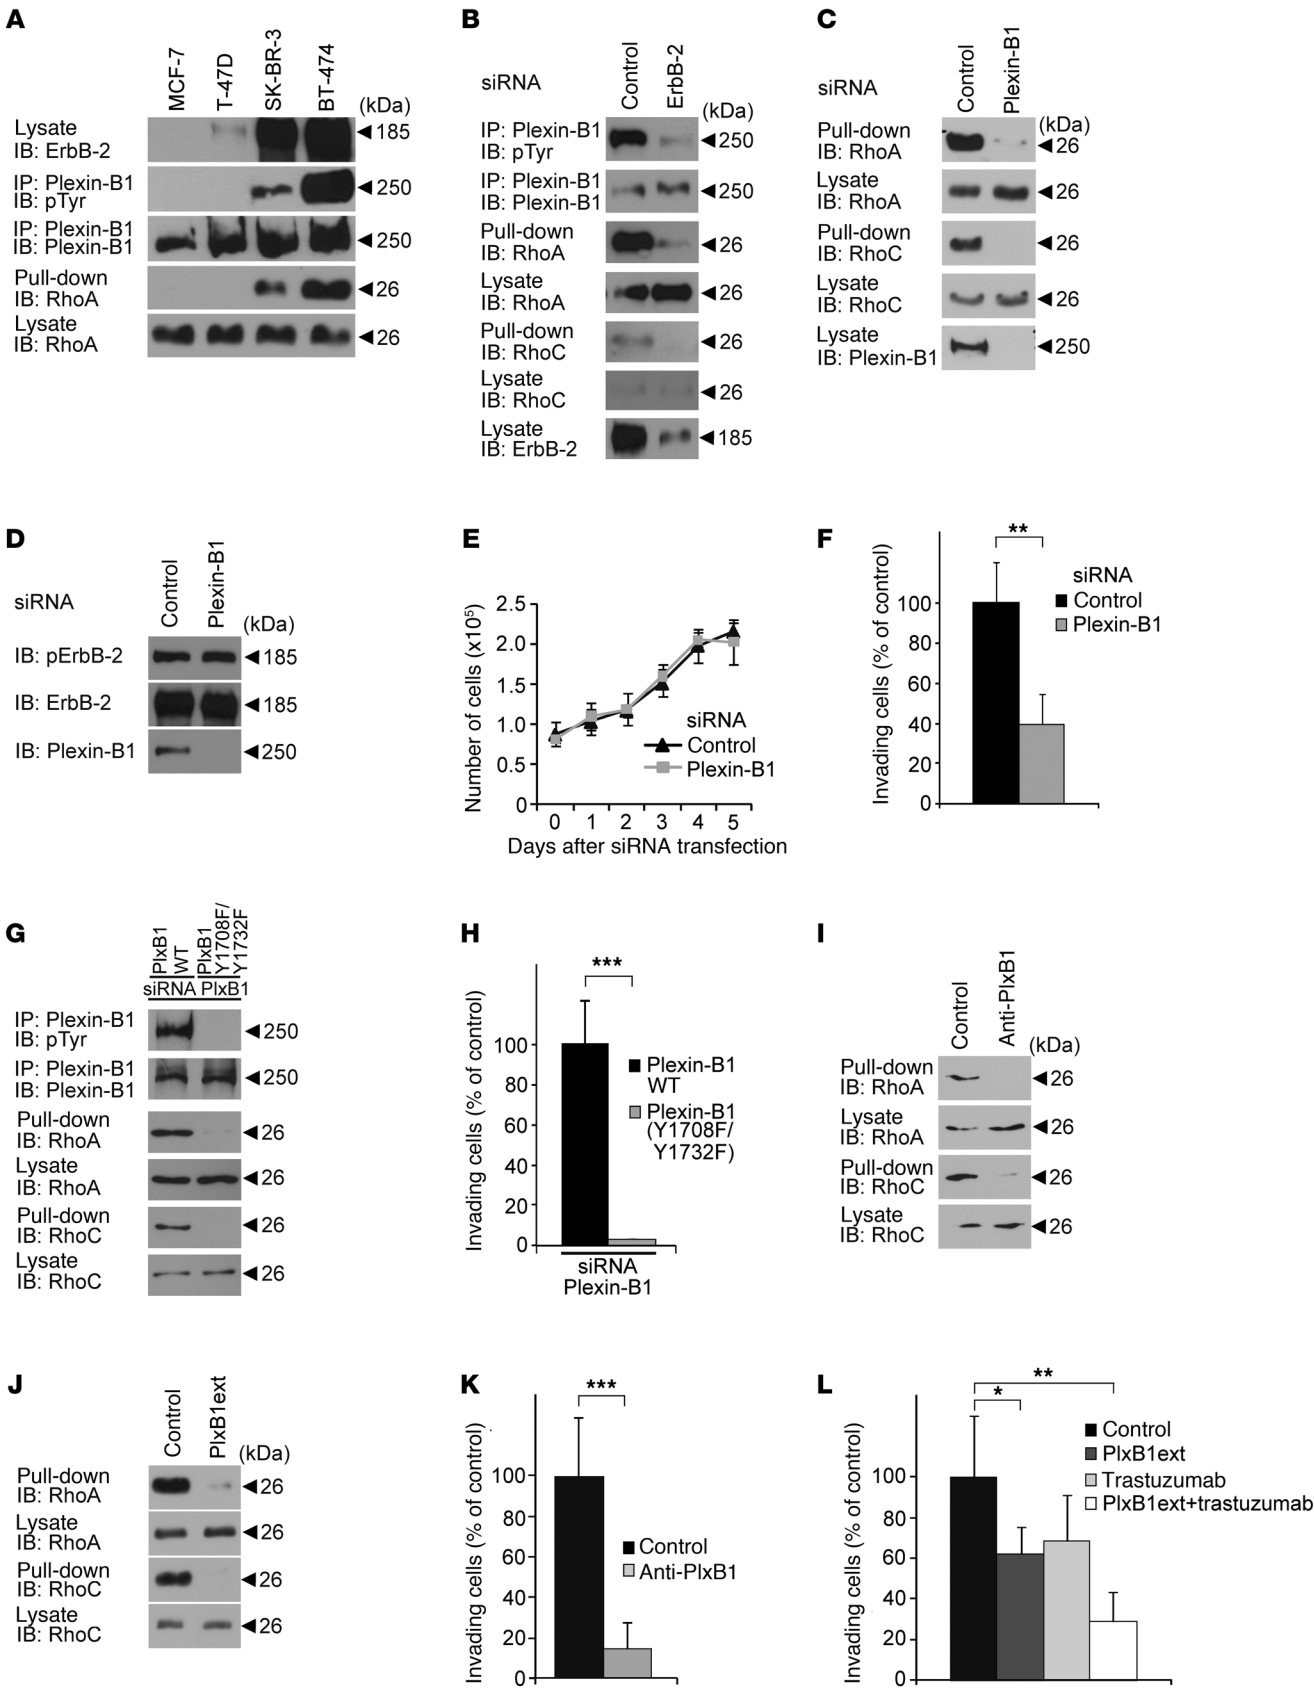 A
MCF-7
T-47D
SK-BR-3
BT-474
(kDa)
Lysate
IB: ErbB-2
185
IP: Plexin-B1
IB: pTyr
250
IP: Plexin-B1
IB: Plexin-B1
250
Pull-down
IB: RhoA
26
Lysate
IB: RhoA
26
B
siRNA
Control
ErbB-2
(kDa)
IP: Plexin-B1
IB: pTyr
250
IP: Plexin-B1
IB: Plexin-B1
250
Pull-down
IB: RhoA
26
Lysate
IB: RhoA
26
Pull-down
IB: RhoC
26
Lysate
IB: RhoC
26
Lysate
IB: ErbB-2
185
C
siRNA
Control
Plexin-B1
(kDa)
Pull-down
IB: RhoA
26
Lysate
IB: RhoA
26
Pull-down
IB: RhoC
26
Lysate
IB: RhoC
26
Lysate
IB: Plexin-B1
250
D
siRNA
Control
Plexin-B1
(kDa)
IB: pErbB-2
185
IB: ErbB-2
185
IB: Plexin-B1
250
E
Number of cells (x10⁵)
2.5
2.0
1.5
1.0
0.5
0
siRNA
Control
Plexin-B1
0 1 2 3 4 5
Days after siRNA transfection
F
Invading cells (% of control)
**
100
80
60
40
20
0
siRNA
Control
Plexin-B1
G
PlxB1
WT
PlxB1
Y1708F/
Y1732F
siRNA PlxB1
IP: Plexin-B1
IB: pTyr
250
IP: Plexin-B1
IB: Plexin-B1
250
Pull-down
IB: RhoA
26
Lysate
IB: RhoA
26
Pull-down
IB: RhoC
26
Lysate
IB: RhoC
26
H
Invading cells (% of control)
***
100
80
60
40
20
0
Plexin-B1
WT
Plexin-B1
(Y1708F/
Y1732F)
siRNA
Plexin-B1
I
Control
Anti-PlxB1
(kDa)
Pull-down
IB: RhoA
26
Lysate
IB: RhoA
26
Pull-down
IB: RhoC
26
Lysate
IB: RhoC
26
J
Control
PlxB1ext
(kDa)
Pull-down
IB: RhoA
26
Lysate
IB: RhoA
26
Pull-down
IB: RhoC
26
Lysate
IB: RhoC
26
K
Invading cells (% of control)
***
100
80
60
40
20
0
Control
Anti-PlxB1
L
Invading cells (% of control)
**
*
100
80
60
40
20
0
Control
PlxB1ext
Trastuzumab
PlxB1ext+trastuzumab